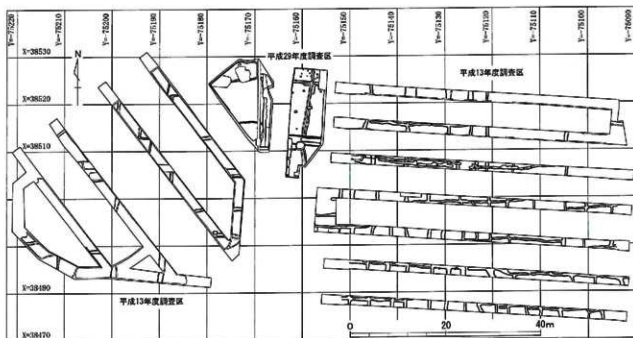 Y=-75220
Y=-75210
Y=-75200
Y=-75190
Y=-75180
Y=-75170
Y=-75160
Y=-75150
Y=-75140
Y=-75130
Y=-75120
Y=-75110
Y=-75100
Y=-75090
X=38530
平成29年度調査区
平成13年度調査区
N
X=38520
X=38510
X=38490
平成13年度調査区
X=38470
0 20 40m